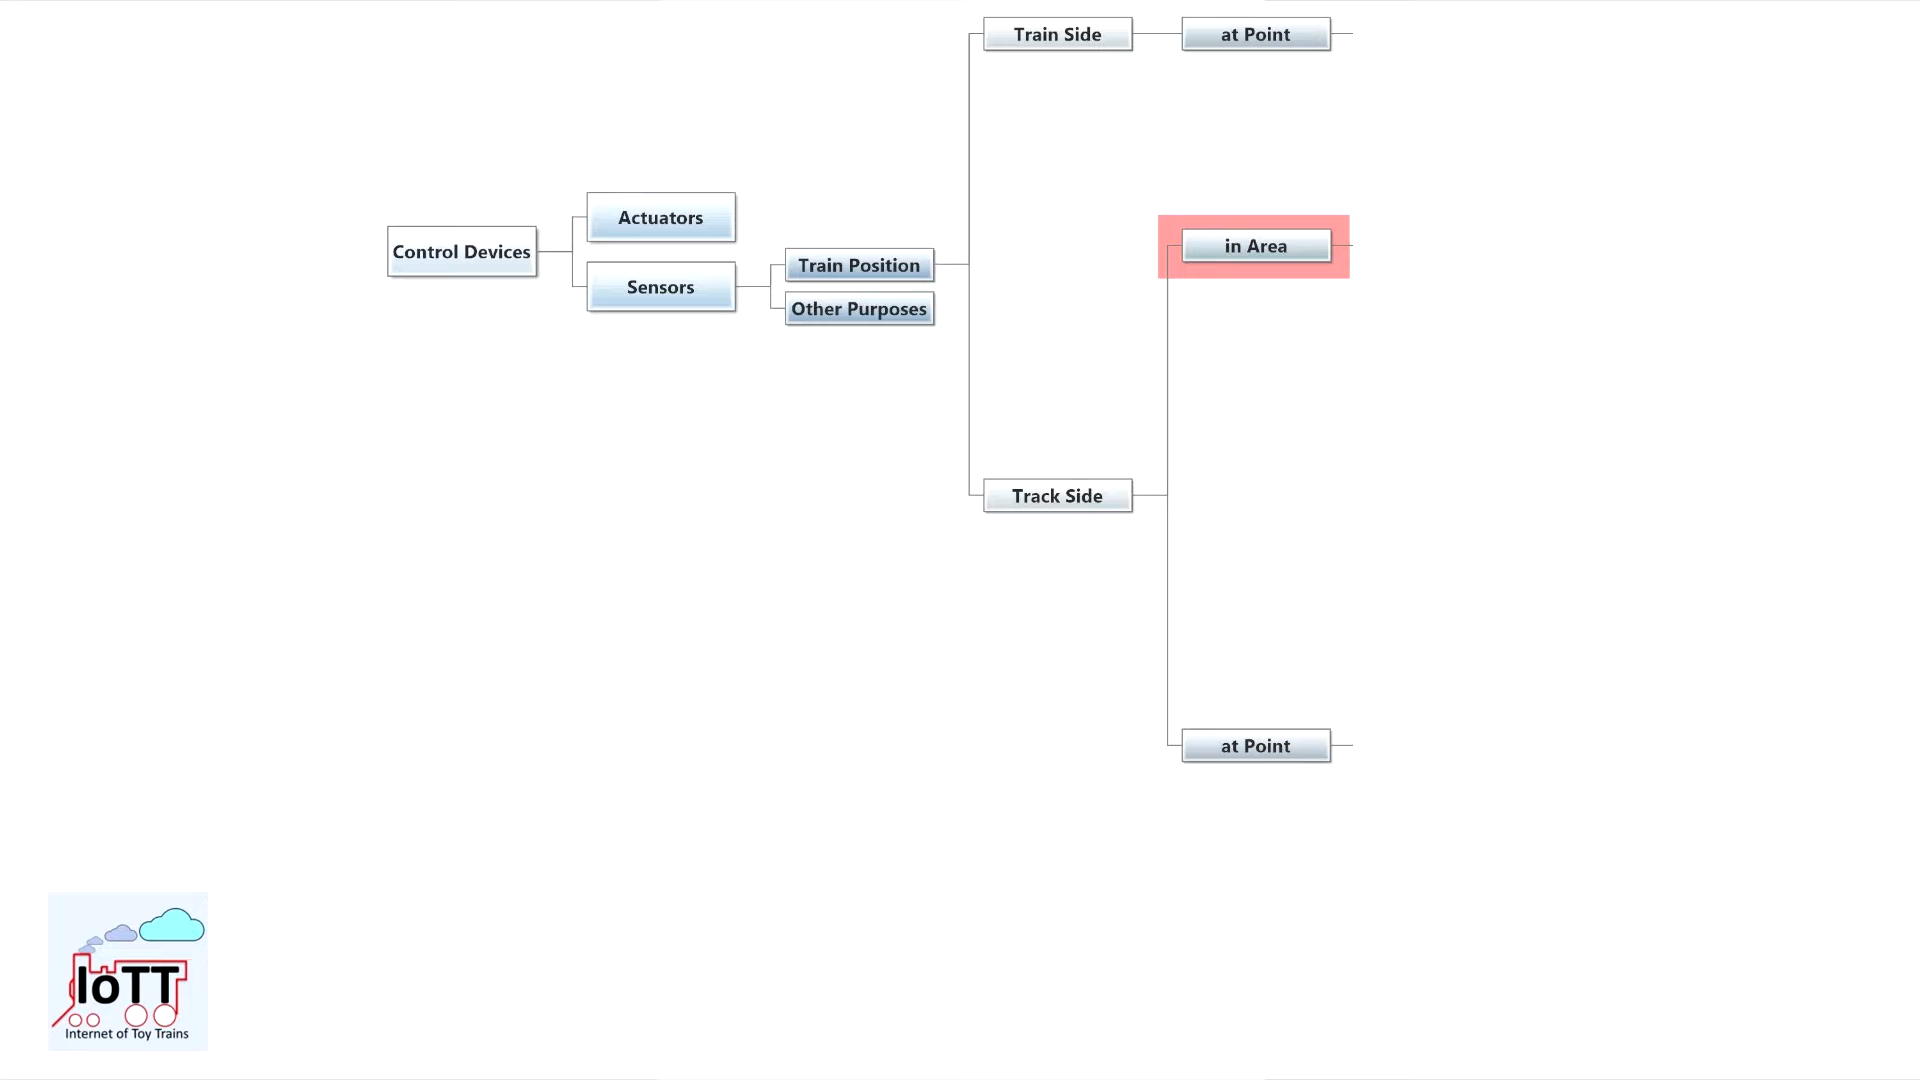 Train Side
at Point
Control Devices
Actuators
Sensors
Train Position
Other Purposes
in Area
Track Side
at Point
IoTT
Internet of Toy Trains